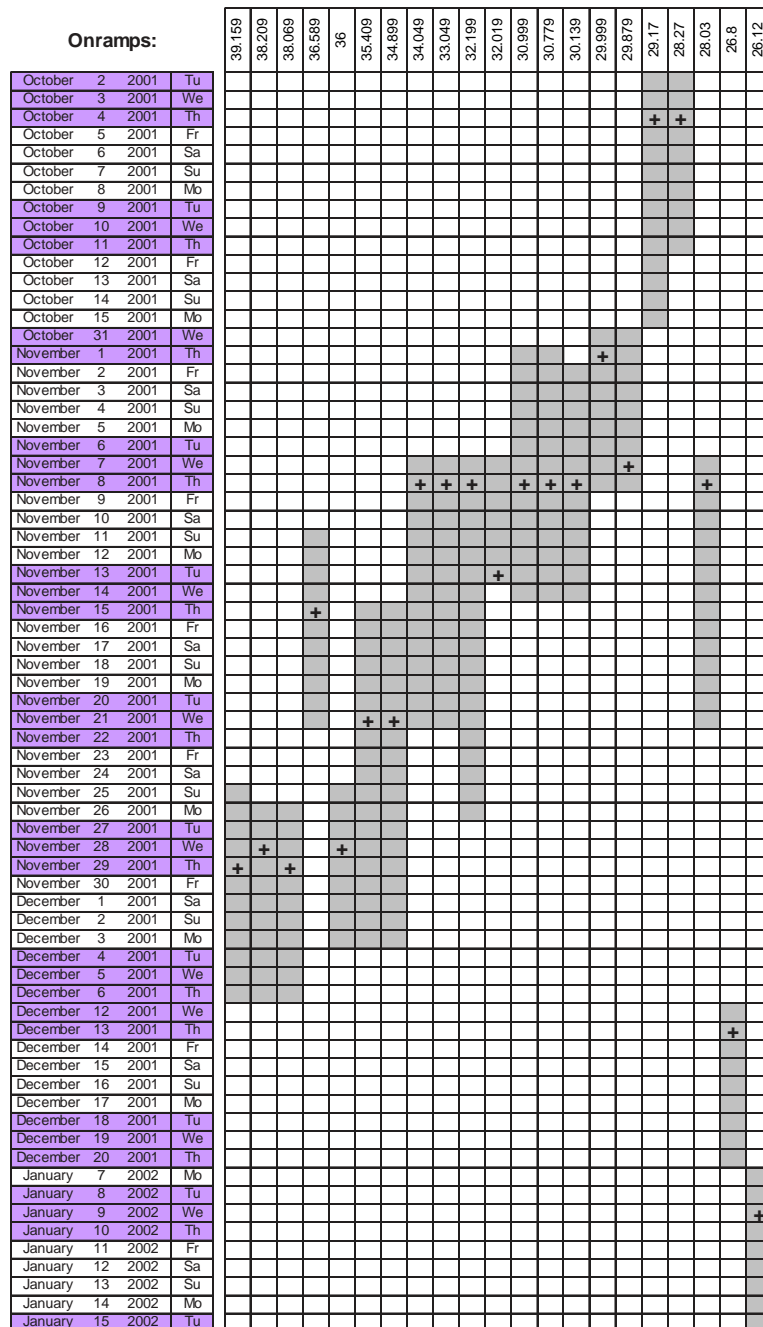 Onramps: 39.159 38.209 38.069 36.589 36 35.409 34.899 34.049 33.049 32.199 32.019 30.999 30.779 30.139 29.999 29.879 29.17 28.27 28.03 26.8 26.12
October 2 2001 Tu
October 3 2001 We
October 4 2001 Th + +
October 5 2001 Fr
October 6 2001 Sa
October 7 2001 Su
October 8 2001 Mo
October 9 2001 Tu
October 10 2001 We
October 11 2001 Th
October 12 2001 Fr
October 13 2001 Sa
October 14 2001 Su
October 15 2001 Mo
October 31 2001 We
November 1 2001 Th +
November 2 2001 Fr
November 3 2001 Sa
November 4 2001 Su
November 5 2001 Mo
November 6 2001 Tu
November 7 2001 We +
November 8 2001 Th + + + + + + +
November 9 2001 Fr
November 10 2001 Sa
November 11 2001 Su
November 12 2001 Mo
November 13 2001 Tu +
November 14 2001 We
November 15 2001 Th +
November 16 2001 Fr
November 17 2001 Sa
November 18 2001 Su
November 19 2001 Mo
November 20 2001 Tu
November 21 2001 We + +
November 22 2001 Th
November 23 2001 Fr
November 24 2001 Sa
November 25 2001 Su
November 26 2001 Mo
November 27 2001 Tu
November 28 2001 We + +
November 29 2001 Th + +
November 30 2001 Fr
December 1 2001 Sa
December 2 2001 Su
December 3 2001 Mo
December 4 2001 Tu
December 5 2001 We
December 6 2001 Th
December 12 2001 We
December 13 2001 Th +
December 14 2001 Fr
December 15 2001 Sa
December 16 2001 Su
December 17 2001 Mo
December 18 2001 Tu
December 19 2001 We
December 20 2001 Th
January 7 2002 Mo
January 8 2002 Tu
January 9 2002 We +
January 10 2002 Th
January 11 2002 Fr
January 12 2002 Sa
January 13 2002 Su
January 14 2002 Mo
January 15 2002 Tu